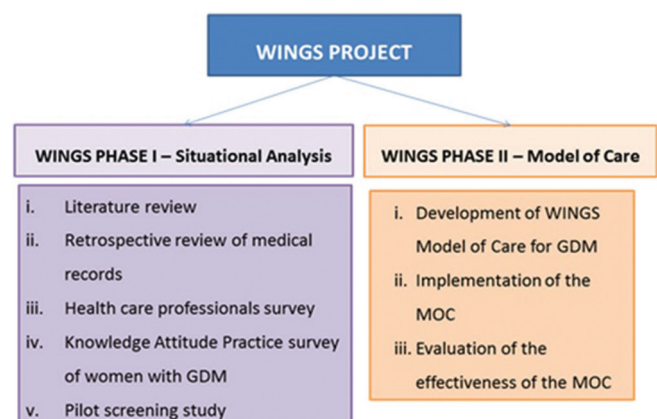 WINGS PROJECT
WINGS PHASE I – Situational Analysis
i. Literature review
ii. Retrospective review of medical
records
iii. Health care professionals survey
iv. Knowledge Attitude Practice survey
of women with GDM
v. Pilot screening study
WINGS PHASE II – Model of Care
i. Development of WINGS
Model of Care for GDM
ii. Implementation of the
MOC
iii. Evaluation of the
effectiveness of the MOC